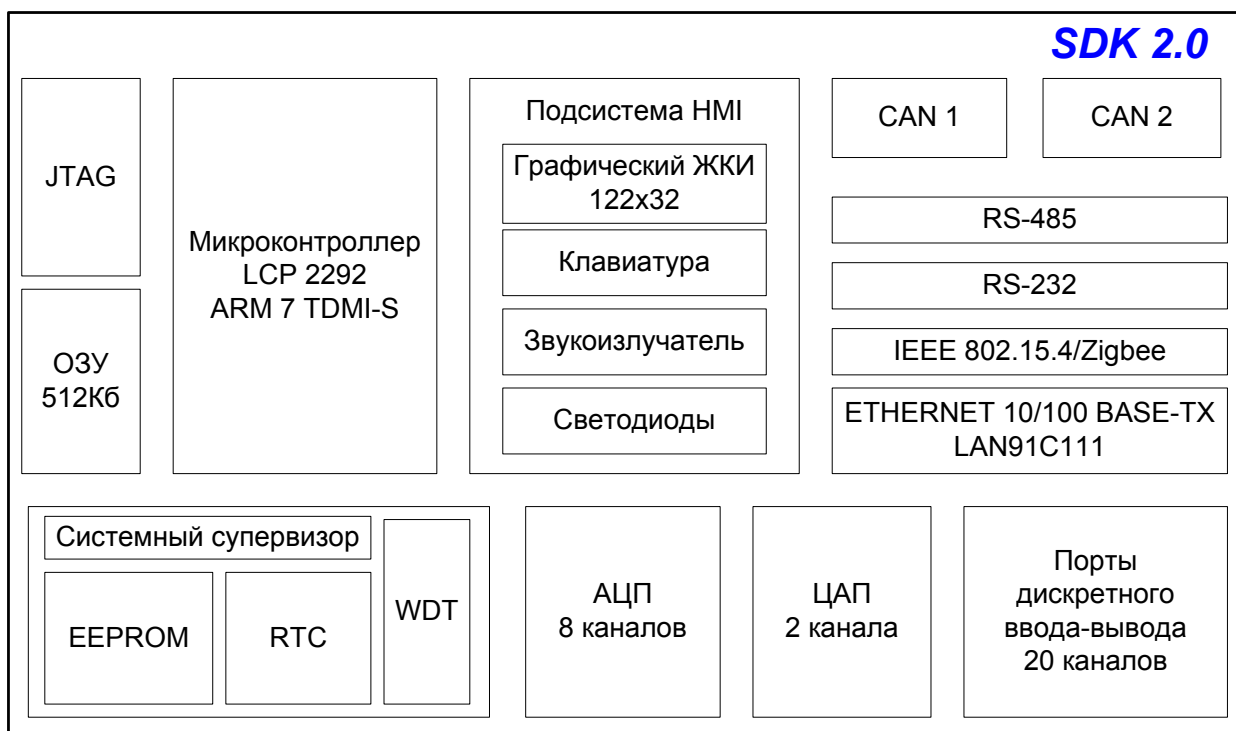 SDK 2.0
JTAG
ОЗУ
512Кб
Микроконтроллер
LCP 2292
ARM 7 TDMI-S
Подсистема HMI
Графический ЖКИ
122x32
Клавиатура
Звукоизлучатель
Светодиоды
CAN 1
CAN 2
RS-485
RS-232
IEEE 802.15.4/Zigbee
ETHERNET 10/100 BASE-TX
LAN91C111
Системный супервизор
EEPROM
RTC
WDT
АЦП
8 каналов
ЦАП
2 канала
Порты
дискретного
ввода-вывода
20 каналов